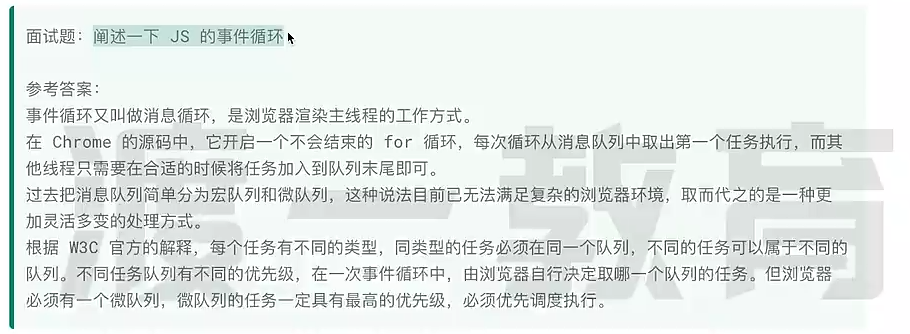 面试题：阐述一下 JS 的事件循环
参考答案：
事件循环又叫做消息循环，是浏览器渲染主线程的工作方式。
在 Chrome 的源码中，它开启一个不会结束的 for 循环，每次循环从消息队列中取出第一个任务执行，而其
他线程只需要在合适的时候将任务加入到队列末尾即可。
过去把消息队列简单分为宏队列和微队列，这种说法目前已无法满足复杂的浏览器环境，取而代之的是一种更
加灵活多变的处理方式。
根据 W3C 官方的解释，每个任务有不同的类型，同类型的任务必须在同一个队列，不同的任务可以属于不同的
队列。不同任务队列有不同的优先级，在一次事件循环中，由浏览器自行决定取哪一个队列的任务。但浏览器
必须有一个微队列，微队列的任务一定具有最高的优先级，必须优先调度执行。
渡一教育